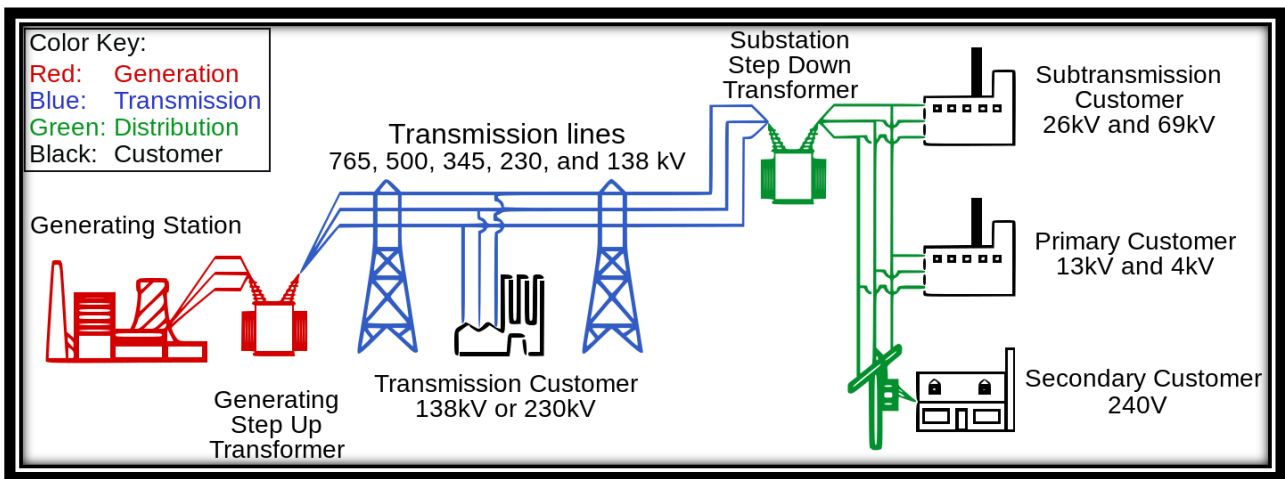 Color Key:
Red: Generation
Blue: Transmission
Green: Distribution
Black: Customer
Generating Station
Generating
Step Up
Transformer
Transmission lines
765, 500, 345, 230, and 138 kV
Transmission Customer
138kV or 230kV
Substation
Step Down
Transformer
Subtransmission
Customer
26kV and 69kV
Primary Customer
13kV and 4kV
Secondary Customer
240V